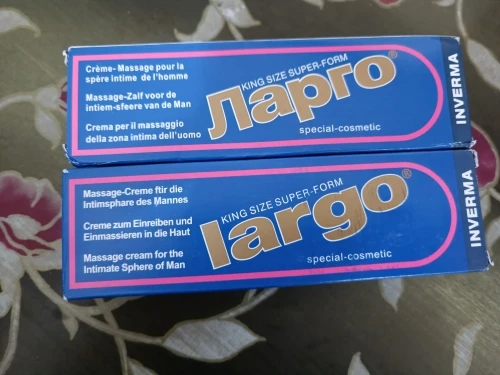 Crème- Massage pour la
spère intime de l'homme
Massage-Zalf voor de
intiem-sfeere van de Man
Crema per il massaggio
della zona intima dell'uomo
KING SIZE SUPER-FORM
Ларго®
special-cosmetic
INVERMA
Massage-Creme ftir die
Intimsphare des Mannes
Creme zum Einreiben und
Einmassieren in die Haut
Massage cream for the
Intimate Sphere of Man
KING SIZE SUPER-FORM
largo®
special-cosmetic
INVERMA